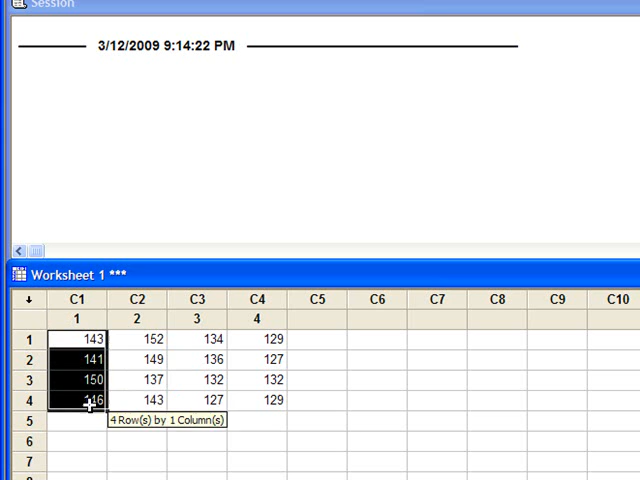 Session
3/12/2009 9:14:22 PM
Worksheet 1 ***
C1 C2 C3 C4 C5 C6 C7 C8 C9 C10
1 2 3 4
1 143 152 134 129
2 141 149 136 127
3 150 137 132 132
4 146 143 127 129
5 4 Row(s) by 1 Column(s)
6
7
8